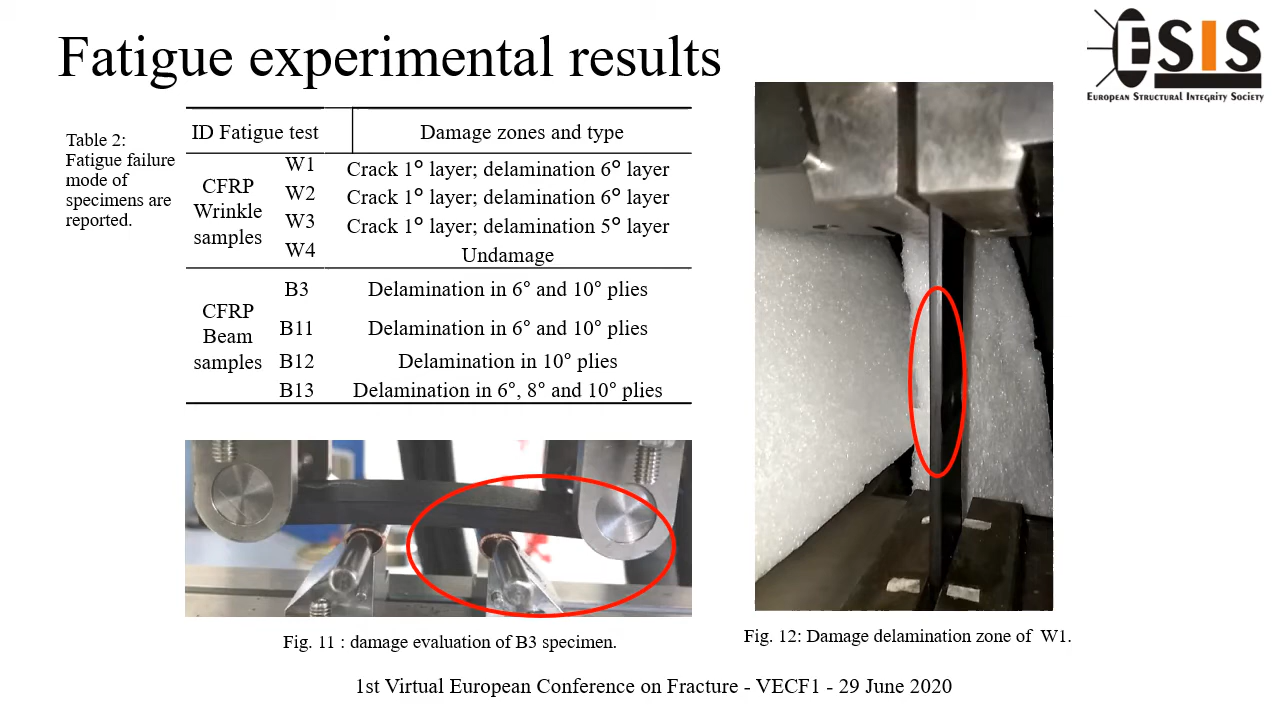 Fatigue experimental results
ESIS
European Structural Integrity Society
Table 2:
Fatigue failure
mode of
specimens are
reported.
ID Fatigue test Damage zones and type
CFRP
Wrinkle
samples
W1 Crack 1° layer; delamination 6° layer
W2 Crack 1° layer; delamination 6° layer
W3 Crack 1° layer; delamination 5° layer
W4 Undamage
CFRP
Beam
samples
B3 Delamination in 6° and 10° plies
B11 Delamination in 6° and 10° plies
B12 Delamination in 10° plies
B13 Delamination in 6°, 8° and 10° plies
Fig. 11 : damage evaluation of B3 specimen.
Fig. 12: Damage delamination zone of W1.
1st Virtual European Conference on Fracture - VECF1 - 29 June 2020